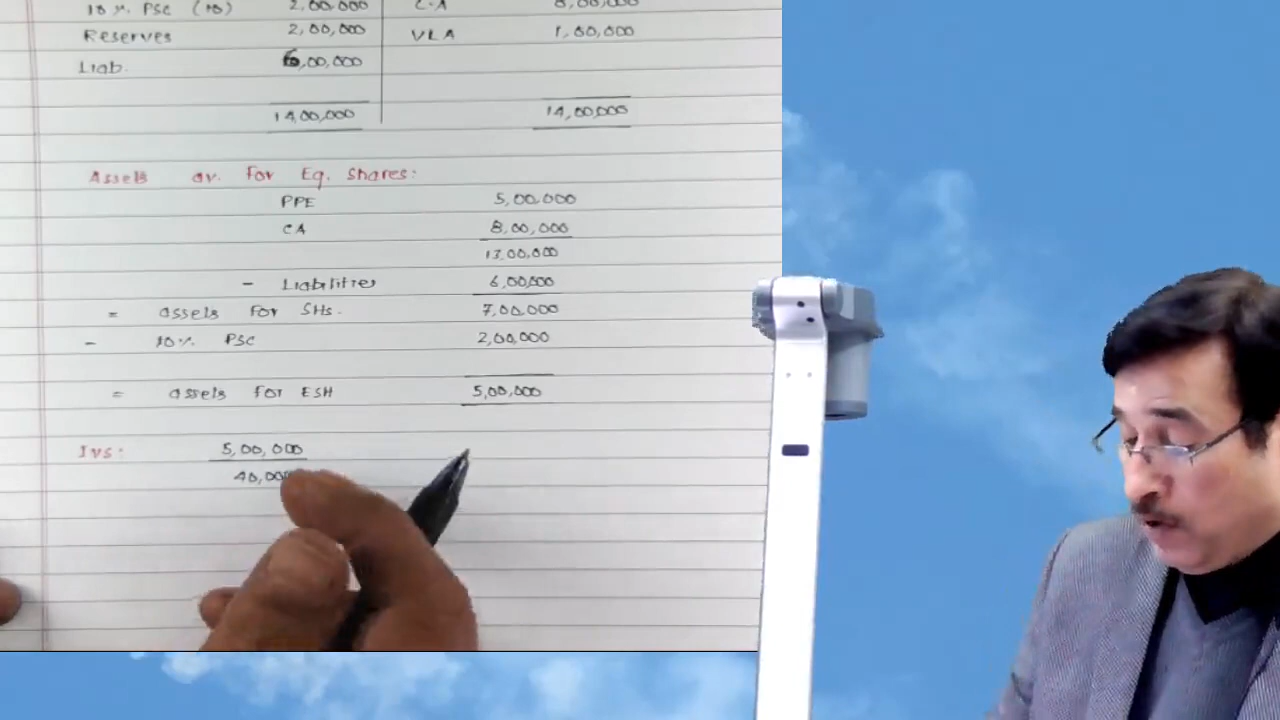 10 %. PSC (10) 2,00,000 C.A 8,00,000
Reserves 2,00,000 VLA 1,00,000
Liab. 6,00,000
14,00,000 14,00,000
Assets av. For Eq. Shares:
PPE 5,00,000
CA 8,00,000
13,00,000
- Liabilities 6,00,000
= assets for SHs. 7,00,000
- 10%. PSC 2,00,000
= assets for ESH 5,00,000
IVS: 5,00,000
40,000